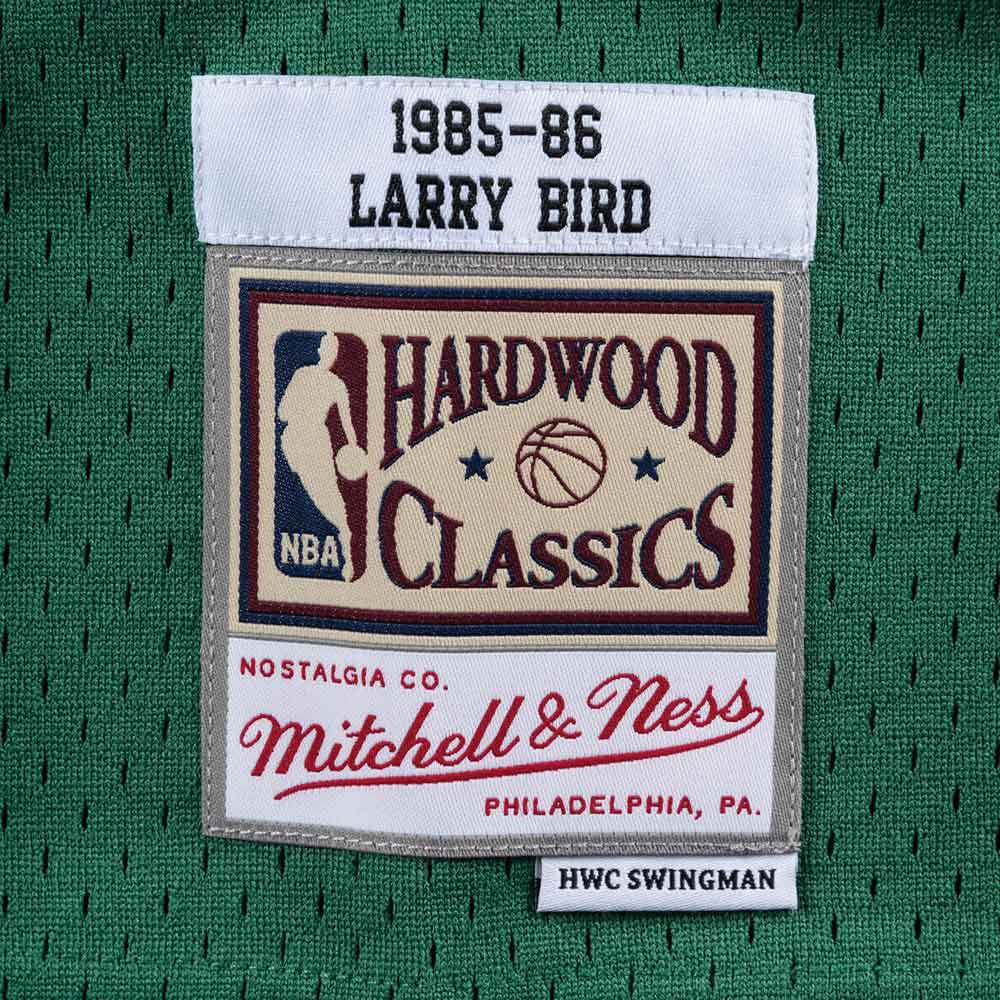 1985-86
LARRY BIRD
HARDWOOD
CLASSICS
NBA
NOSTALGIA CO.
Mitchell & Ness
PHILADELPHIA, PA.
HWC SWINGMAN